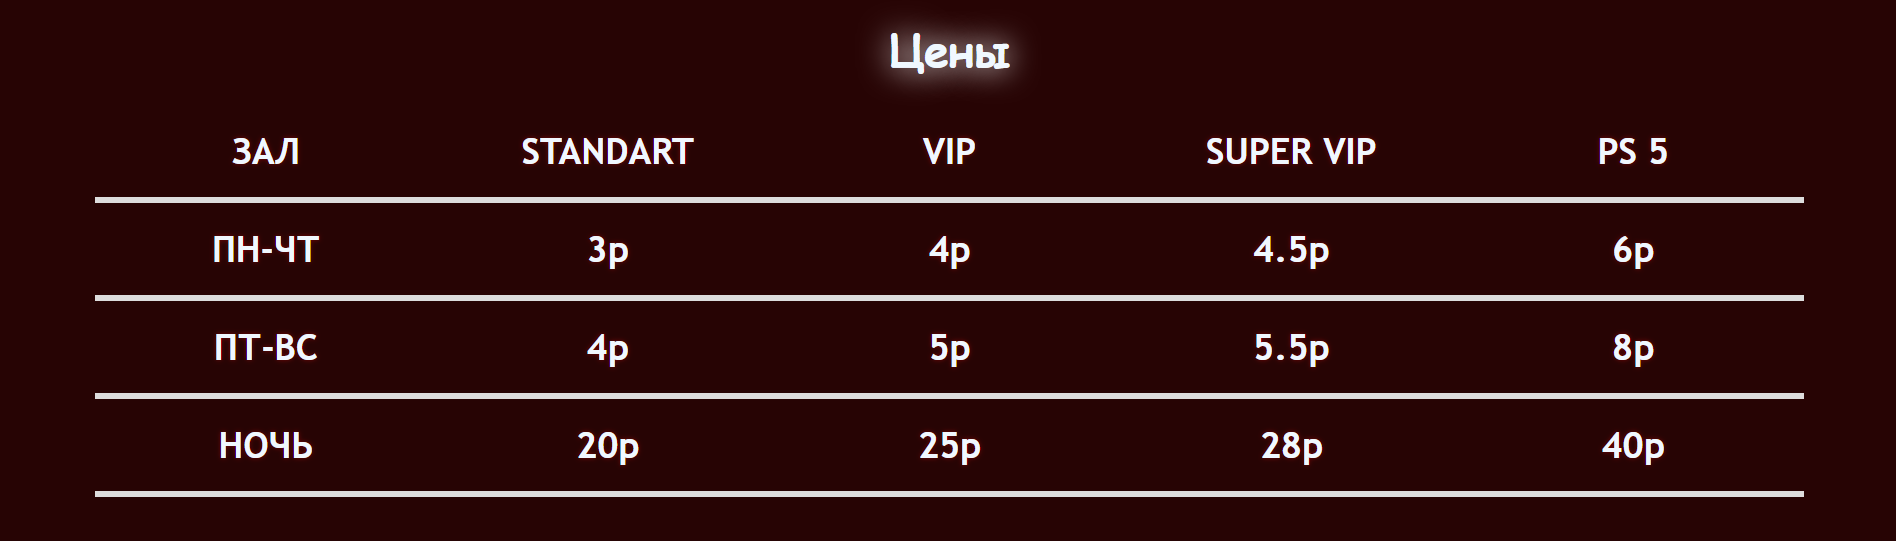 Цены
ЗАЛ STANDART VIP SUPER VIP PS 5
ПН-ЧТ 3р 4р 4.5р 6р
ПТ-ВС 4р 5р 5.5р 8р
НОЧЬ 20р 25р 28р 40р